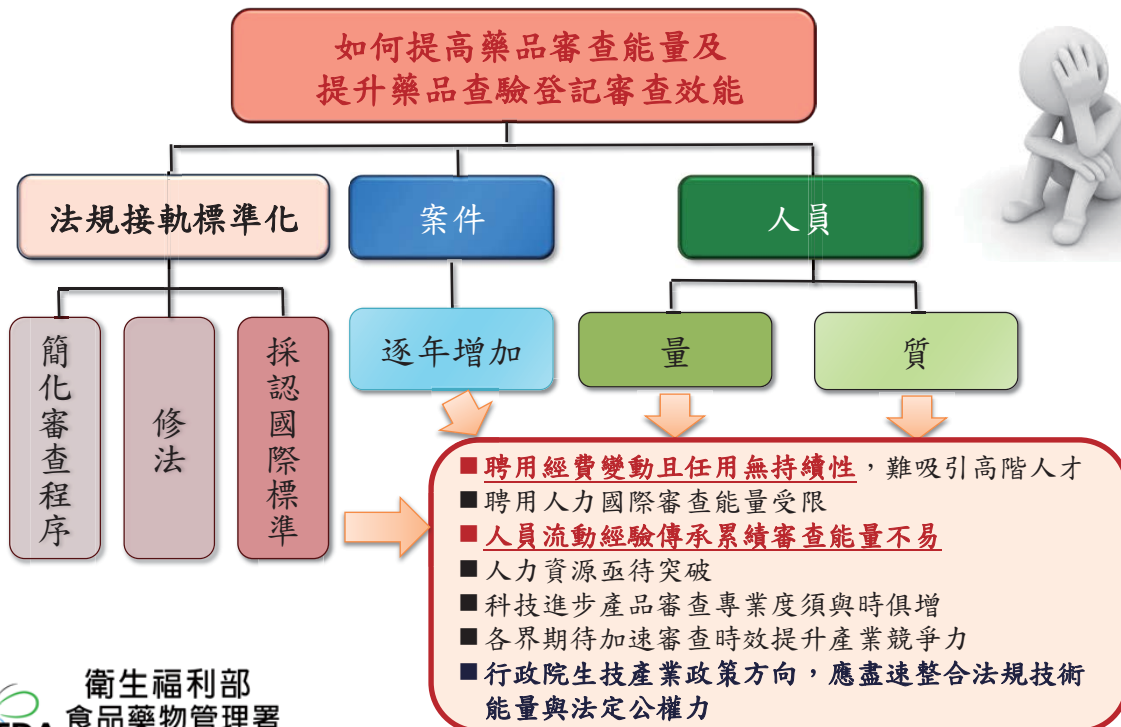 如何提高藥品審查能量及
提升藥品查驗登記審查效能
法規接軌標準化
案件
人員
簡化審查程序
修法
採認國際標準
逐年增加
量
質
■聘用經費變動且任用無持續性，難吸引高階人才
■聘用人力國際審查能量受限
■人員流動經驗傳承累績審查能量不易
■人力資源亟待突破
■科技進步產品審查專業度須與時俱增
■各界期待加速審查時效提升產業競爭力
■行政院生技產業政策方向，應盡速整合法規技術
能量與法定公權力
衛生福利部
食品藥物管理署